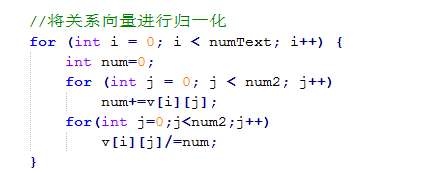 //将关系向量进行归一化
for (int i = 0; i < numText; i++) {
int num=0;
for (int j = 0; j < num2; j++)
num+=v[i][j];
for(int j=0;j<num2;j++)
v[i][j]/=num;
}